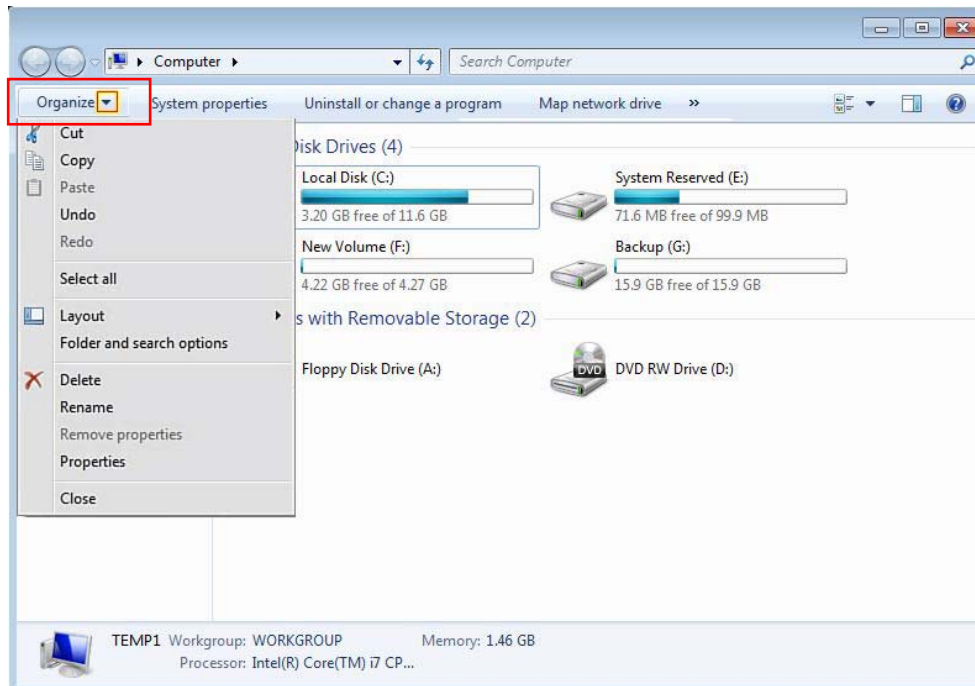 Computer
Search Computer
Organize System properties Uninstall or change a program Map network drive »
Cut
Copy
Paste
Undo
Redo
Select all
Layout
Folder and search options
Delete
Rename
Remove properties
Properties
Close
Disk Drives (4)
Local Disk (C:) System Reserved (E:)
3.20 GB free of 11.6 GB 71.6 MB free of 99.9 MB
New Volume (F:) Backup (G:)
4.22 GB free of 4.27 GB 15.9 GB free of 15.9 GB
s with Removable Storage (2)
Floppy Disk Drive (A:) DVD RW Drive (D:)
DVD
TEMP1 Workgroup: WORKGROUP Memory: 1.46 GB
Processor: Intel(R) Core(TM) i7 CP...